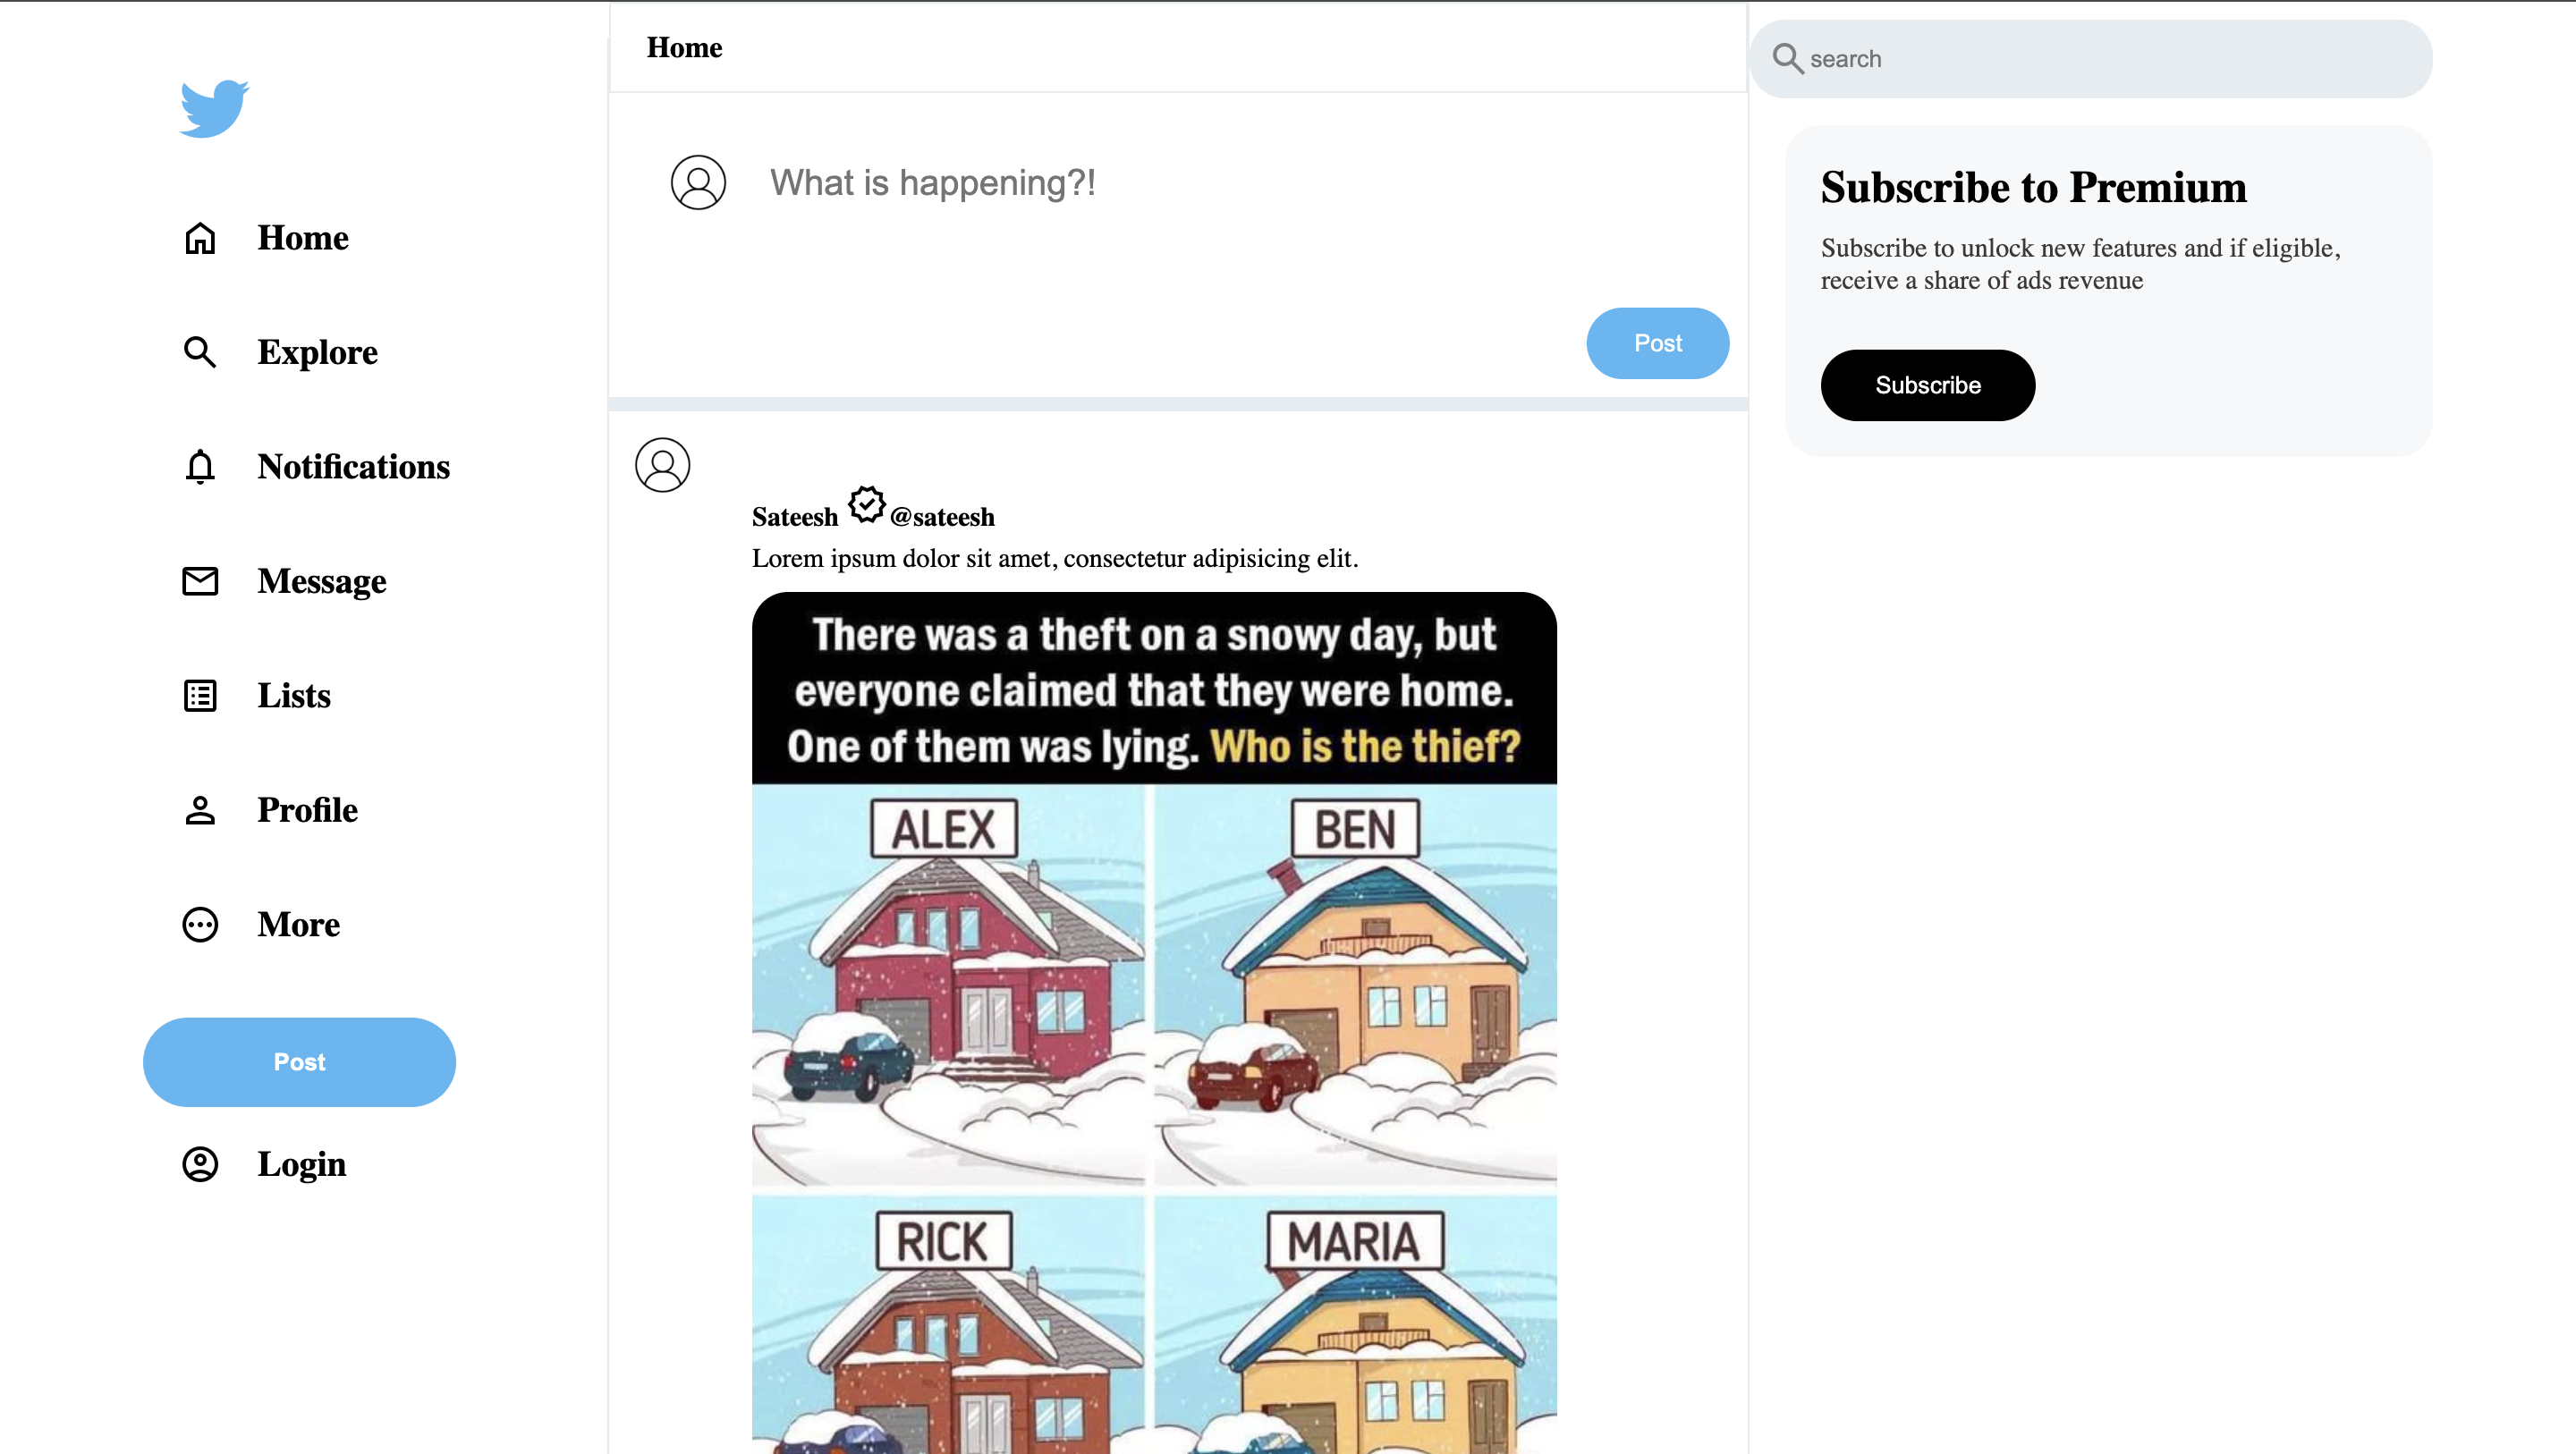 Home
Explore
Notifications
Message
Lists
Profile
More
Post
Login
Home
What is happening?!
Post
Sateesh @sateesh
Lorem ipsum dolor sit amet, consectetur adipisicing elit.
There was a theft on a snowy day, but
everyone claimed that they were home.
One of them was lying. Who is the thief?
ALEX
BEN
RICK
MARIA
search
Subscribe to Premium
Subscribe to unlock new features and if eligible,
receive a share of ads revenue
Subscribe